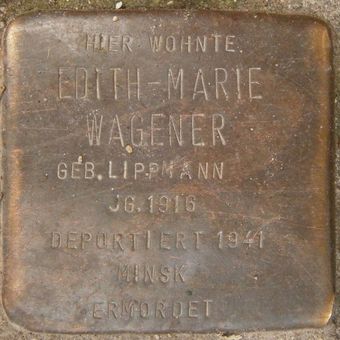 HIER WOHNTE
EDITH-MARIE
WAGENER
GEB. LIPPMANN
JG. 1916
DEPORTIERT 1941
MINSK
ERMORDET